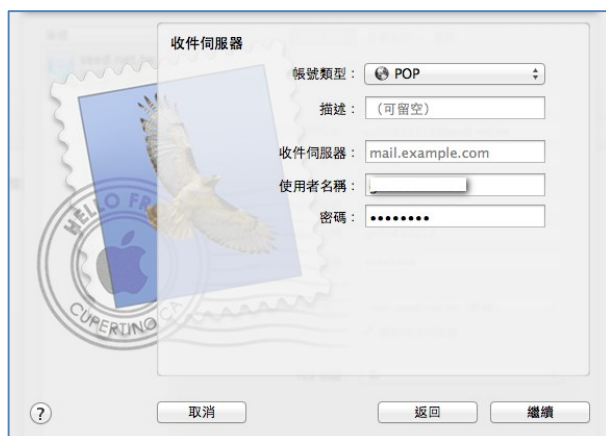 收件伺服器
帳號類型： POP
描述：（可留空）
收件伺服器： mail.example.com
使用者名稱：
密碼： ••••••••
HELLO FR
CUPERTINO CA
? 取消 返回 繼續